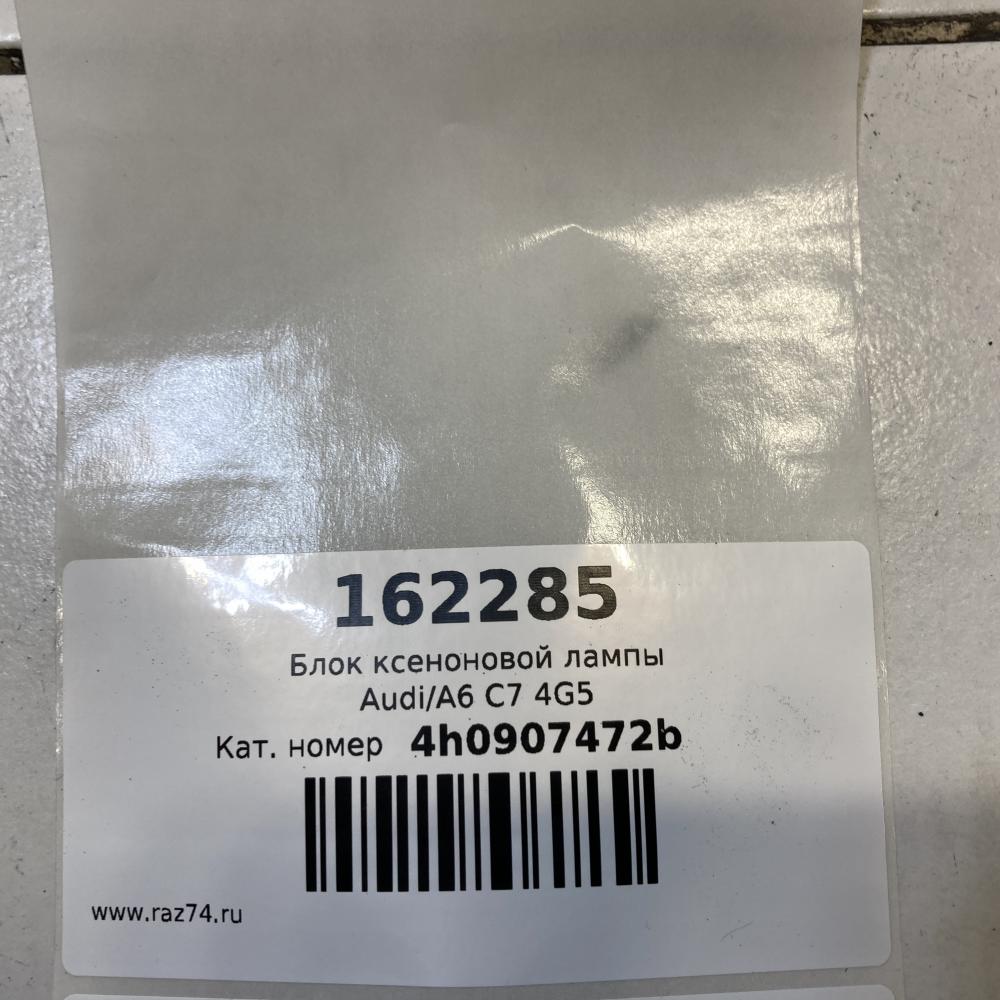 162285
Блок ксеноновой лампы
Audi/A6 C7 4G5
Кат. номер 4h0907472b
www.raz74.ru